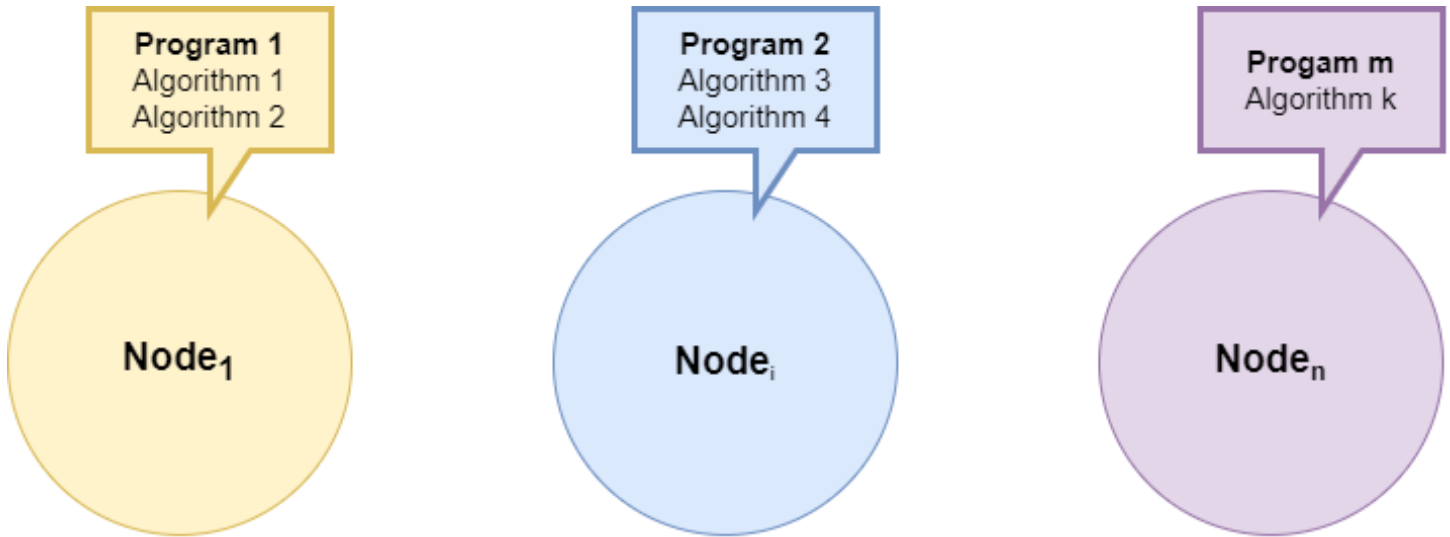 Program 1
Algorithm 1
Algorithm 2
Program 2
Algorithm 3
Algorithm 4
Progam m
Algorithm k
Node₁
Nodeᵢ
Nodeₙ